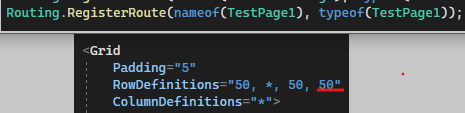 Routing.RegisterRoute(nameof(TestPage1), typeof(TestPage1));
<Grid
Padding="5"
RowDefinitions="50, *, 50, 50"
ColumnDefinitions="*">